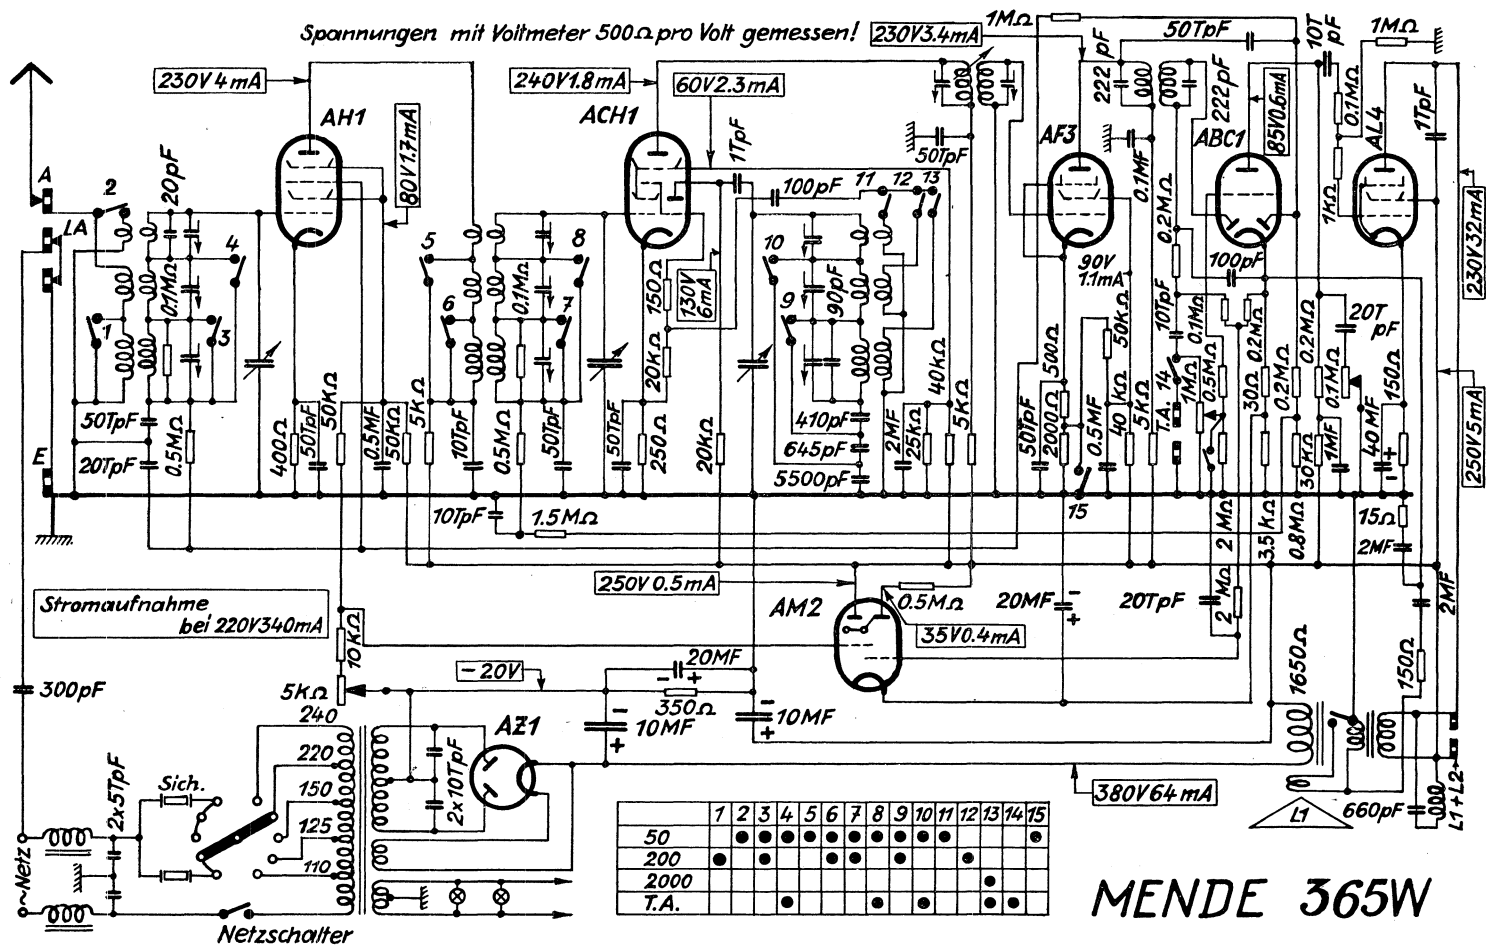 Spannungen mit Voltmeter 500Ω pro Volt gemessen!
230V 3.4mA
1MΩ
50TpF
10TpF
1MΩ
230V 4mA
240V 1.8mA
60V 2.3mA
222pF
222pF
0.1MΩ
AH1
80V 1.7mA
ACH1
1TpF
50TpF
AF3
0.1MF
ABC1
85V 0.6mA
AL4
1TpF
A
2
20pF
100pF
11
12
13
0.2MΩ
1KΩ
230V 32mA
LA
4
5
8
10
0.1MΩ
0.1MΩ
150Ω
130V 6mA
90pF
90V 1.1mA
100pF
1
3
6
7
9
20KΩ
40KΩ
500Ω
50KΩ
10TpF
0.1MΩ
0.2MΩ
0.2MΩ
20TpF
50TpF
0.5MΩ
20TpF
E
400Ω
50TpF
50KΩ
0.5MF
50KΩ
5KΩ
10TpF
0.5MΩ
50TpF
50TpF
250Ω
20KΩ
410pF
645pF
5500pF
2MF
25KΩ
5KΩ
50TpF
2000Ω
0.5MF
40KΩ
5KΩ
T.A.
14
1MΩ
0.5MΩ
30Ω
0.2MΩ
30KΩ
0.1MΩ
1MF
40MF
+
-
150Ω
250V 5mA
10TpF
1.5MΩ
15
2MΩ
3.5KΩ
0.8MΩ
15Ω
2MF
250V 0.5mA
AM2
0.5MΩ
35V 0.4mA
20MF
-
+
20TpF
2MΩ
2MF
Stromaufnahme
bei 220V 340mA
10KΩ
-20V
20MF
- +
350Ω
1650Ω
150Ω
300pF
5KΩ
-
10MF
+
-
10MF
+
240
220
150
125
110
AZ1
2x10TpF
2x5TpF
Sich.
380V 64mA
L1
660pF
L1+L2
~Netz
Netzschalter
1 2 3 4 5 6 7 8 9 10 11 12 13 14 15
50 ● ● ● ● ● ● ● ● ● ● ●
200 ● ● ● ● ● ●
2000 ●
T.A. ● ● ● ● ●
MENDE 365W